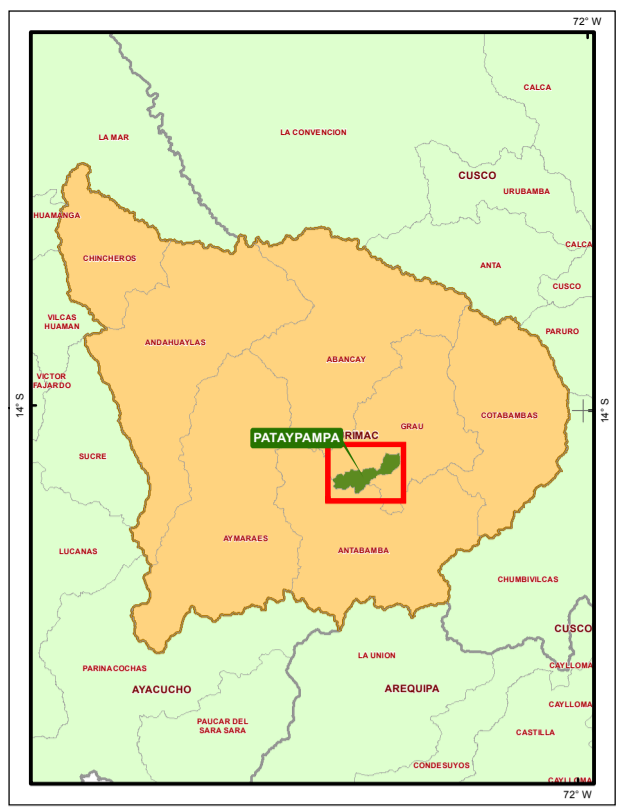 72° W
CALCA
LA MAR
LA CONVENCION
CUSCO
URUBAMBA
HUAMANGA
CALCA
CHINCHEROS
ANTA
CUSCO
VILCAS
HUAMAN
PARURO
ANDAHUAYLAS
ABANCAY
VICTOR
FAJARDO
14° S
14° S
COTABAMBAS
GRAU
PATAYPAMPA
RIMAC
SUCRE
AYMARAES
ANTABAMBA
LUCANAS
CHUMBIVILCAS
CUSCO
LA UNION
CAYLLOMA
PARINACOCHAS
AYACUCHO
AREQUIPA
CAYLLOMA
PAUCAR DEL
SARA SARA
CASTILLA
CONDESUYOS
CAYLLOMA
72° W